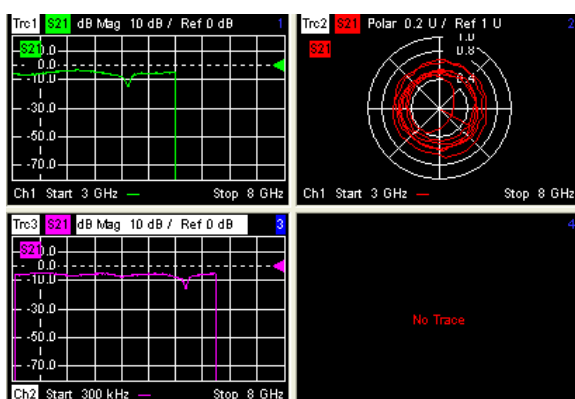 Trc1 S21 dB Mag 10 dB / Ref 0 dB 1
S21 0.0
0.0
-10.0
-30.0
-50.0
-70.0
Ch1 Start 3 GHz — Stop 8 GHz
Trc2 S21 Polar 0.2 U / Ref 1 U 2
S21
1.0
0.8
0.4
Ch1 Start 3 GHz — Stop 8 GHz
Trc3 S21 dB Mag 10 dB / Ref 0 dB 3
S21 0.0
0.0
-10.0
-30.0
-50.0
-70.0
Ch2 Start 300 kHz — Stop 8 GHz
4
No Trace